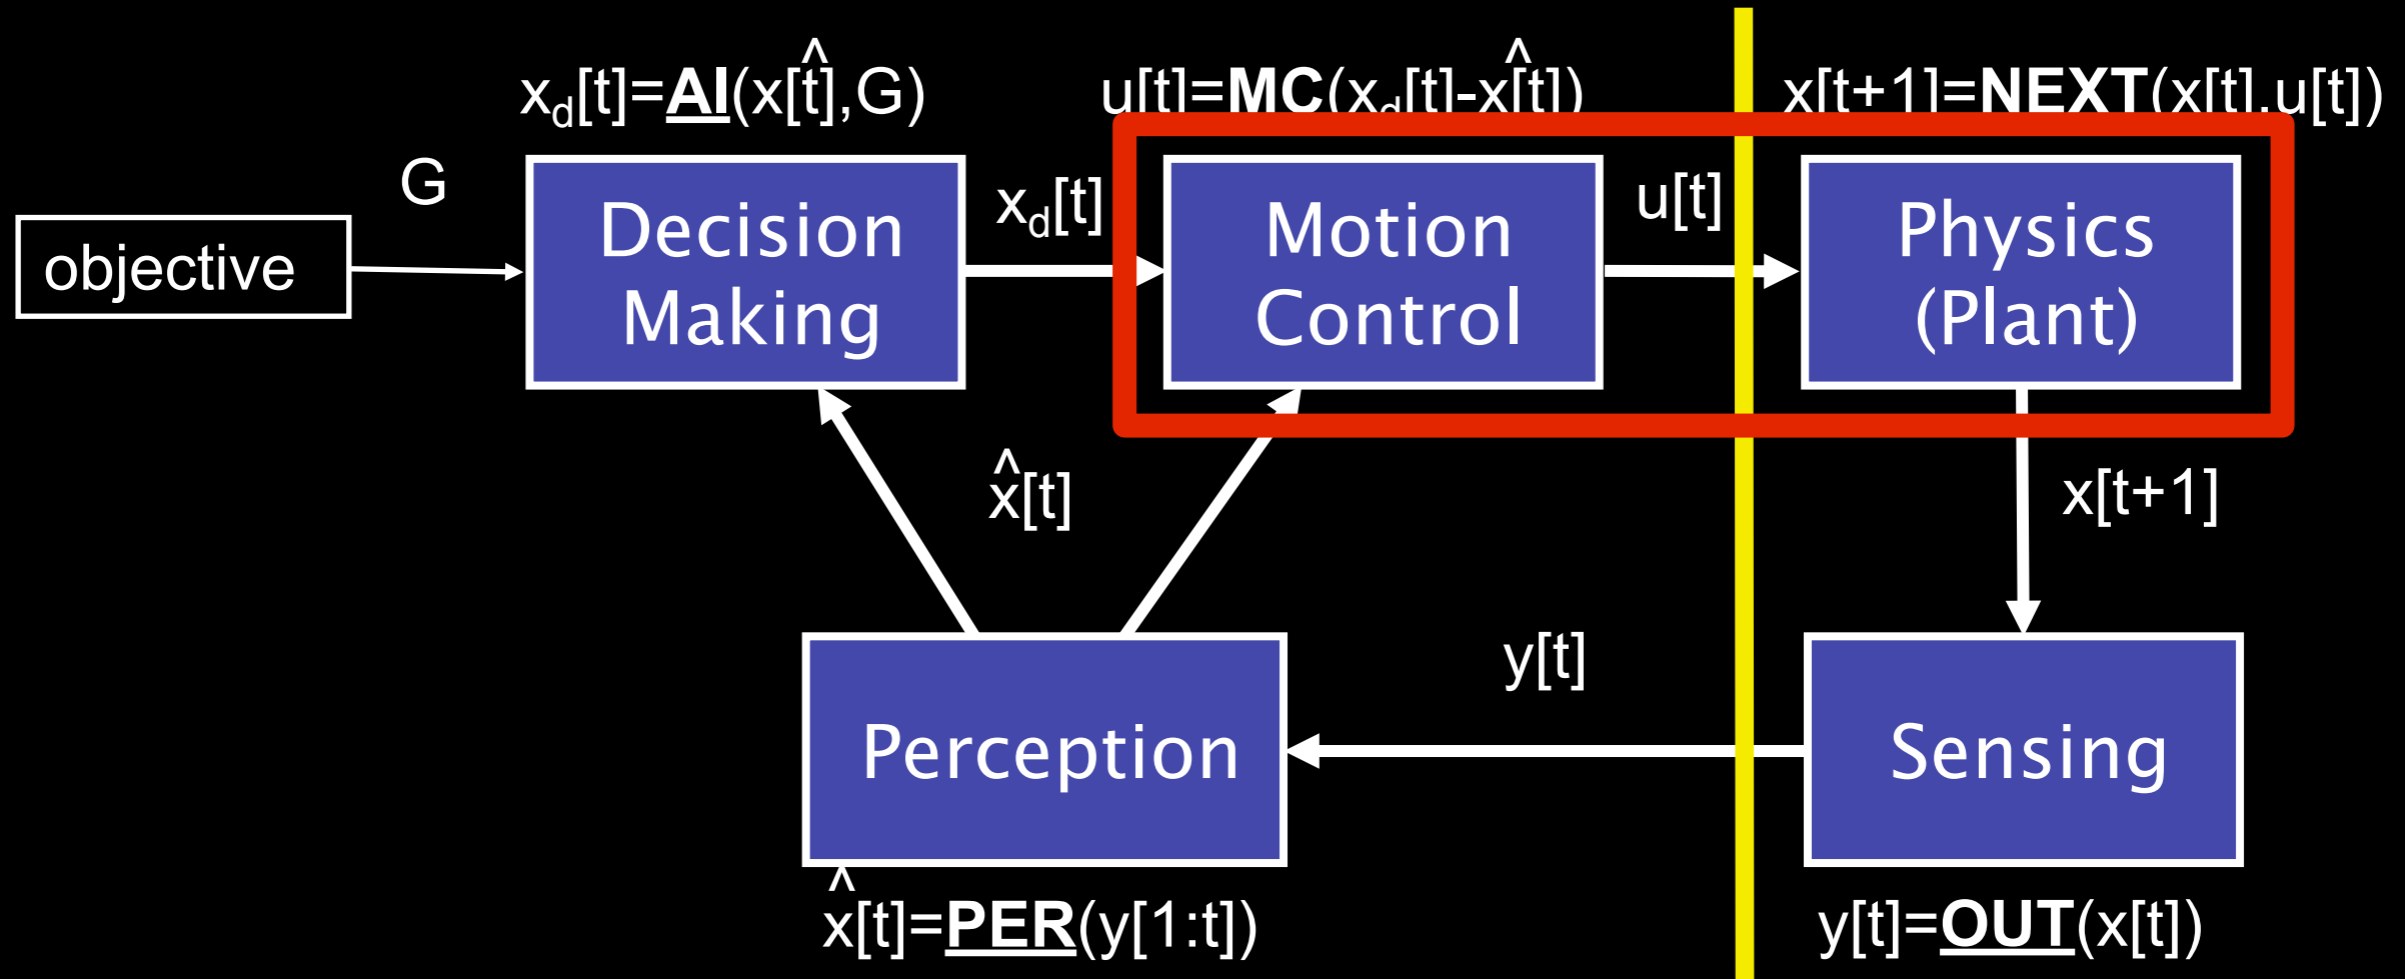 x̂_d[t]=AI(x[t̂],G)
u[t]=MC(x_d[t]-x̂[t])
x[t+1]=NEXT(x[t],u[t])
G
x_d[t]
u[t]
objective
Decision
Making
Motion
Control
Physics
(Plant)
x̂[t]
x[t+1]
y[t]
Perception
Sensing
x̂[t]=PER(y[1:t])
y[t]=OUT(x[t])